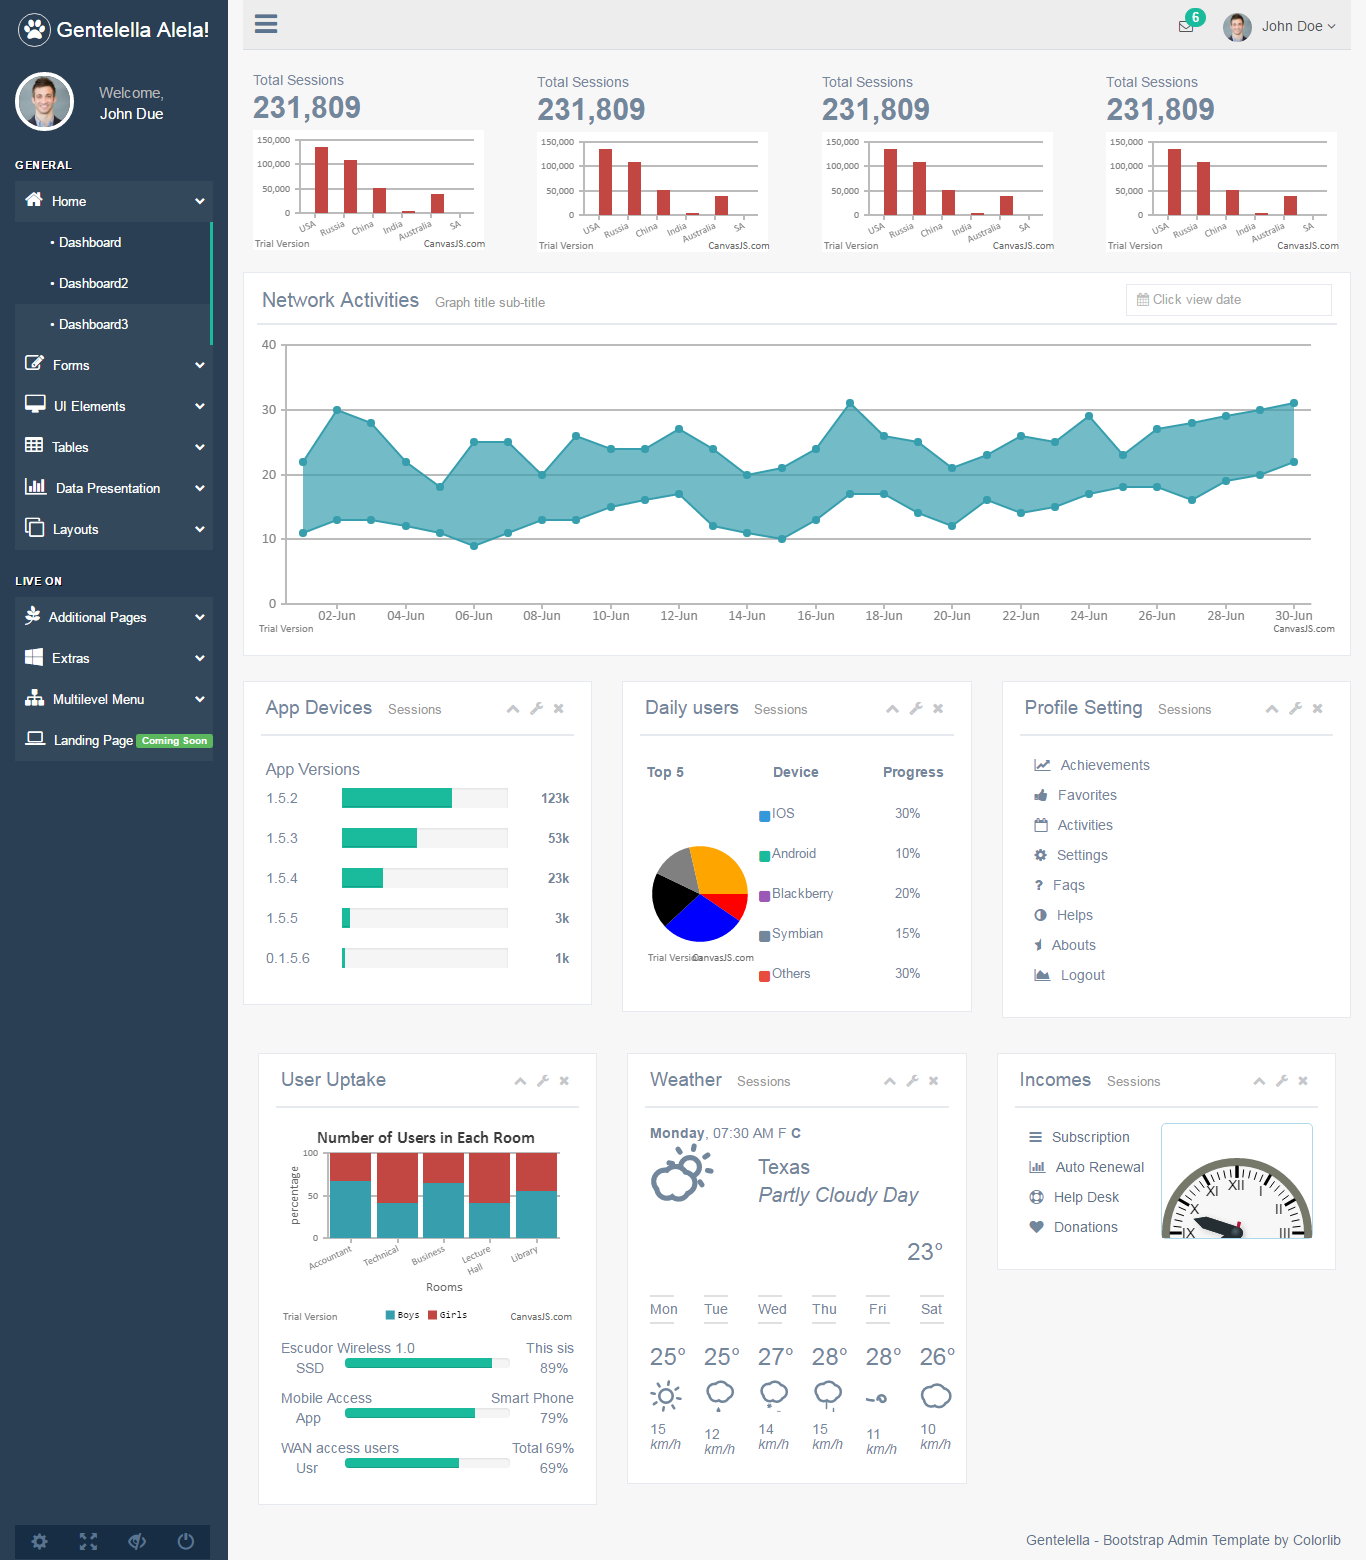 Gentelella Alela!
Welcome,
John Due
GENERAL
Home
• Dashboard
• Dashboard2
• Dashboard3
Forms
UI Elements
Tables
Data Presentation
Layouts
LIVE ON
Additional Pages
Extras
Multilevel Menu
Landing Page Coming Soon
6
John Doe
Total Sessions
231,809
150,000
100,000
50,000
0
USA Russia China India Australia SA
Trial Version CanvasJS.com
Total Sessions
231,809
150,000
100,000
50,000
0
USA Russia China India Australia SA
Trial Version CanvasJS.com
Total Sessions
231,809
150,000
100,000
50,000
0
USA Russia China India Australia SA
Trial Version CanvasJS.com
Total Sessions
231,809
150,000
100,000
50,000
0
USA Russia China India Australia SA
Trial Version CanvasJS.com
Network Activities Graph title sub-title
Click view date
40
30
20
10
0
02-Jun 04-Jun 06-Jun 08-Jun 10-Jun 12-Jun 14-Jun 16-Jun 18-Jun 20-Jun 22-Jun 24-Jun 26-Jun 28-Jun 30-Jun
Trial Version CanvasJS.com
App Devices Sessions
App Versions
1.5.2 123k
1.5.3 53k
1.5.4 23k
1.5.5 3k
0.1.5.6 1k
Daily users Sessions
Top 5 Device Progress
IOS 30%
Android 10%
Blackberry 20%
Symbian 15%
Others 30%
Trial Version CanvasJS.com
Profile Setting Sessions
Achievements
Favorites
Activities
Settings
? Faqs
Helps
Abouts
Logout
User Uptake
Number of Users in Each Room
percentage
100
50
0
Accountant Technical Business Lecture Hall Library
Rooms
Trial Version Boys Girls CanvasJS.com
Escudor Wireless 1.0 This sis
SSD 89%
Mobile Access Smart Phone
App 79%
WAN access users Total 69%
Usr 69%
Weather Sessions
Monday, 07:30 AM F C
Texas
Partly Cloudy Day
23°
Mon Tue Wed Thu Fri Sat
25° 25° 27° 28° 28° 26°
15 12 14 15 11 10
km/h km/h km/h km/h km/h km/h
Incomes Sessions
Subscription
Auto Renewal
Help Desk
Donations
IX X XI XII I II III
Gentelella - Bootstrap Admin Template by Colorlib